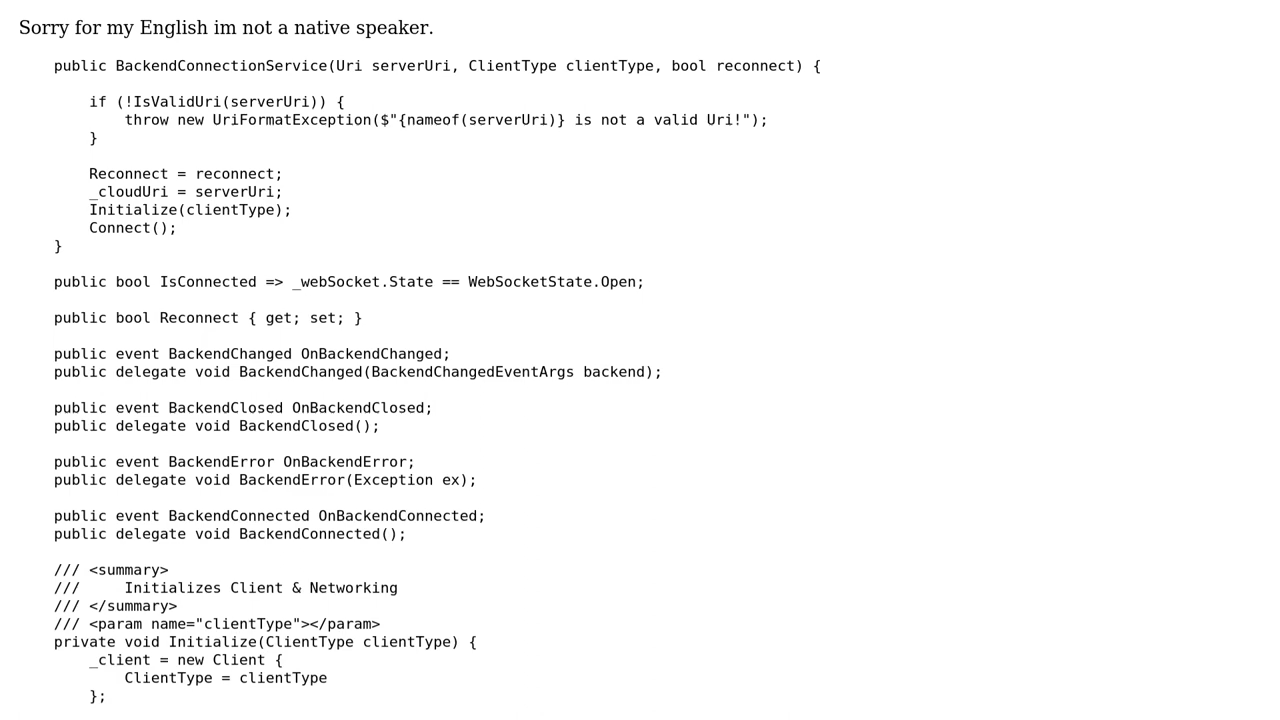 Sorry for my English im not a native speaker.
public BackendConnectionService(Uri serverUri, ClientType clientType, bool reconnect) {
if (!IsValidUri(serverUri)) {
throw new UriFormatException($"{nameof(serverUri)} is not a valid Uri!");
}
Reconnect = reconnect;
_cloudUri = serverUri;
Initialize(clientType);
Connect();
}
public bool IsConnected => _webSocket.State == WebSocketState.Open;
public bool Reconnect { get; set; }
public event BackendChanged OnBackendChanged;
public delegate void BackendChanged(BackendChangedEventArgs backend);
public event BackendClosed OnBackendClosed;
public delegate void BackendClosed();
public event BackendError OnBackendError;
public delegate void BackendError(Exception ex);
public event BackendConnected OnBackendConnected;
public delegate void BackendConnected();
/// <summary>
///     Initializes Client & Networking
/// </summary>
/// <param name="clientType"></param>
private void Initialize(ClientType clientType) {
_client = new Client {
ClientType = clientType
};